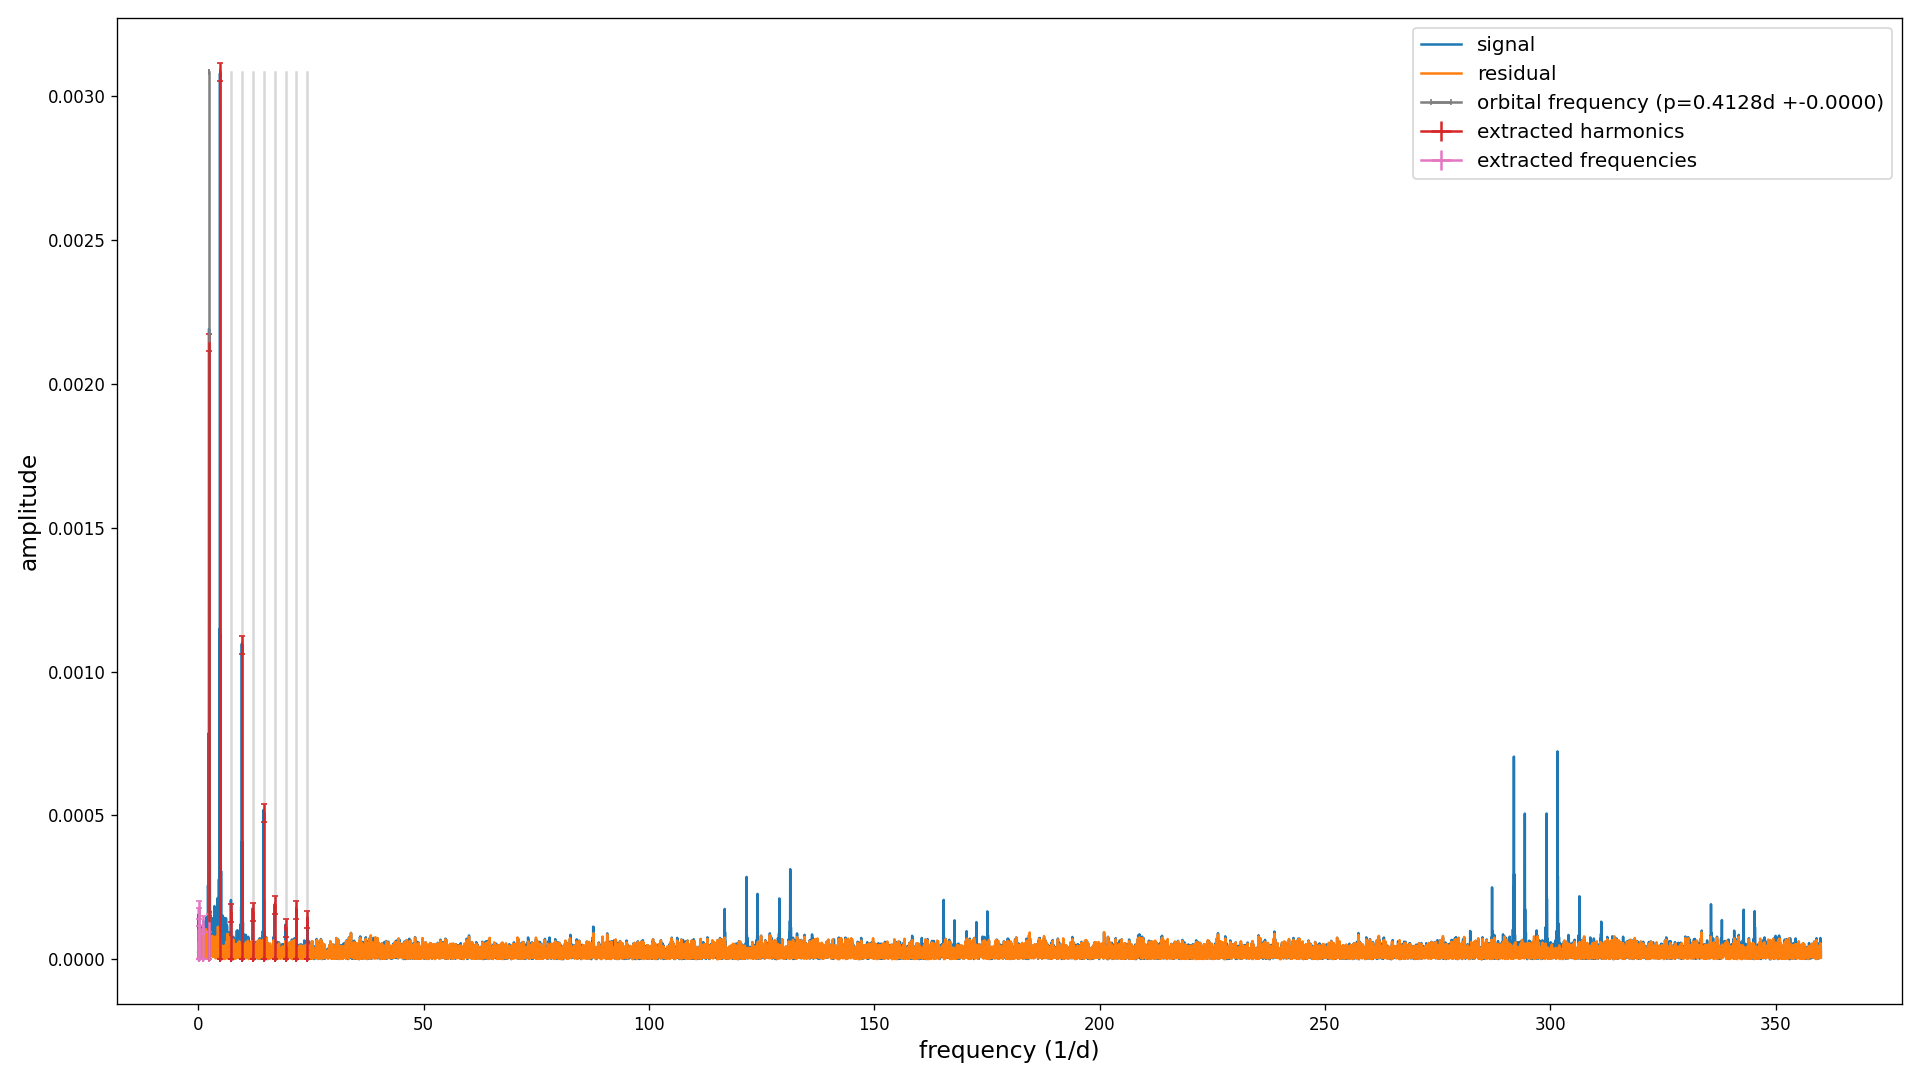 signal
residual
orbital frequency (p=0.4128d +-0.0000)
extracted harmonics
extracted frequencies
0.0030
0.0025
0.0020
0.0015
0.0010
0.0005
0.0000
amplitude
0 50 100 150 200 250 300 350
frequency (1/d)